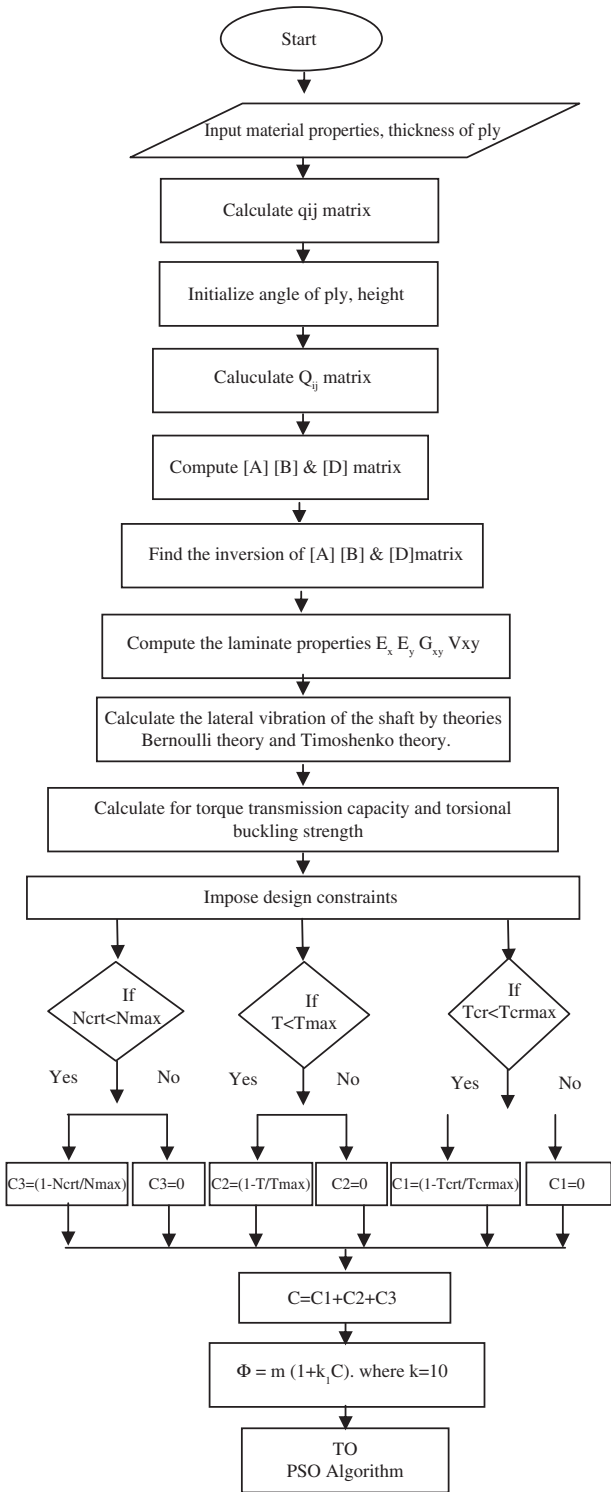 Start
Input material properties, thickness of ply
Calculate qij matrix
Initialize angle of ply, height
Caluculate Qij matrix
Compute [A] [B] & [D] matrix
Find the inversion of [A] [B] & [D]matrix
Compute the laminate properties Ex Ey Gxy Vxy
Calculate the lateral vibration of the shaft by theories
Bernoulli theory and Timoshenko theory.
Calculate for torque transmission capacity and torsional
buckling strength
Impose design constraints
If
Ncrt<Nmax
If
T<Tmax
If
Tcr<Tcrmax
Yes
No
Yes
No
Yes
No
C3=(1-Ncrt/Nmax)
C3=0
C2=(1-T/Tmax)
C2=0
C1=(1-Tcrt/Tcrmax)
C1=0
C=C1+C2+C3
Φ = m (1+k1C). where k=10
TO
PSO Algorithm